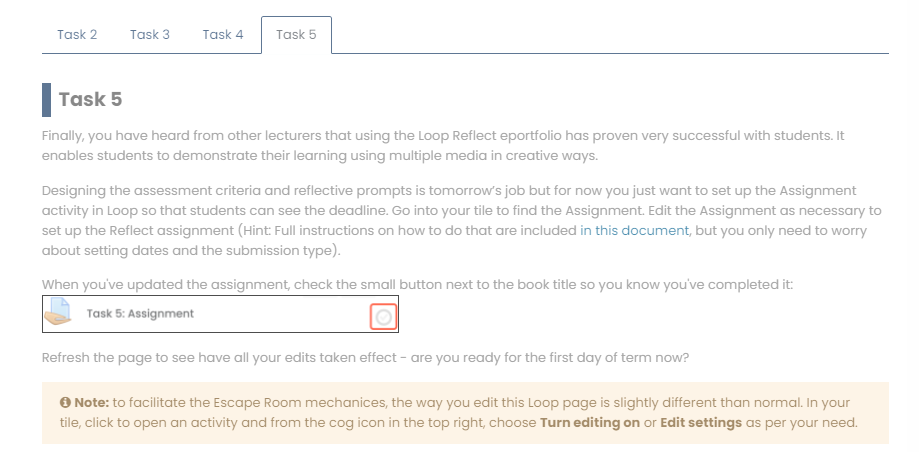 Task 2 Task 3 Task 4 Task 5
Task 5
Finally, you have heard from other lecturers that using the Loop Reflect eportfolio has proven very successful with students. It
enables students to demonstrate their learning using multiple media in creative ways.
Designing the assessment criteria and reflective prompts is tomorrow's job but for now you just want to set up the Assignment
activity in Loop so that students can see the deadline. Go into your tile to find the Assignment. Edit the Assignment as necessary to
set up the Reflect assignment (Hint: Full instructions on how to do that are included in this document, but you only need to worry
about setting dates and the submission type).
When you've updated the assignment, check the small button next to the book title so you know you've completed it:
Task 5: Assignment
Refresh the page to see have all your edits taken effect - are you ready for the first day of term now?
Note: to facilitate the Escape Room mechanices, the way you edit this Loop page is slightly different than normal. In your
tile, click to open an activity and from the cog icon in the top right, choose Turn editing on or Edit settings as per your need.